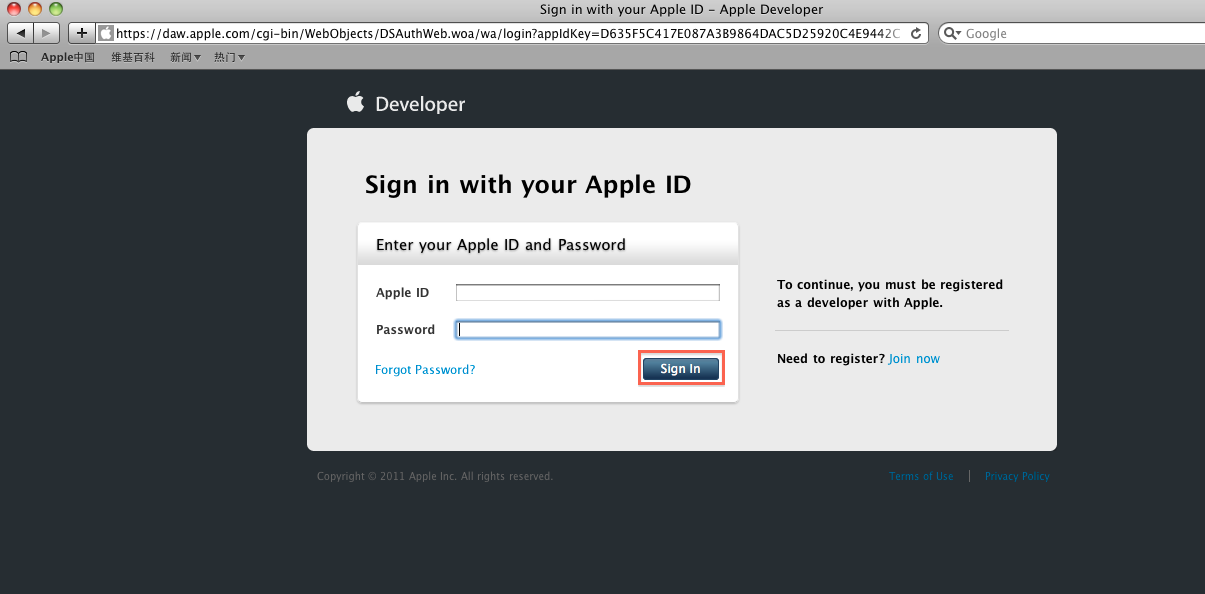 Sign in with your Apple ID – Apple Developer
https://daw.apple.com/cgi-bin/WebObjects/DSAuthWeb.woa/wa/login?appIdKey=D635F5C417E087A3B9864DAC5D25920C4E9442C
Google
Apple中国 维基百科 新闻 热门
Developer
Sign in with your Apple ID
Enter your Apple ID and Password
Apple ID
Password
Forgot Password?
Sign In
To continue, you must be registered
as a developer with Apple.
Need to register? Join now
Copyright © 2011 Apple Inc. All rights reserved.
Terms of Use | Privacy Policy